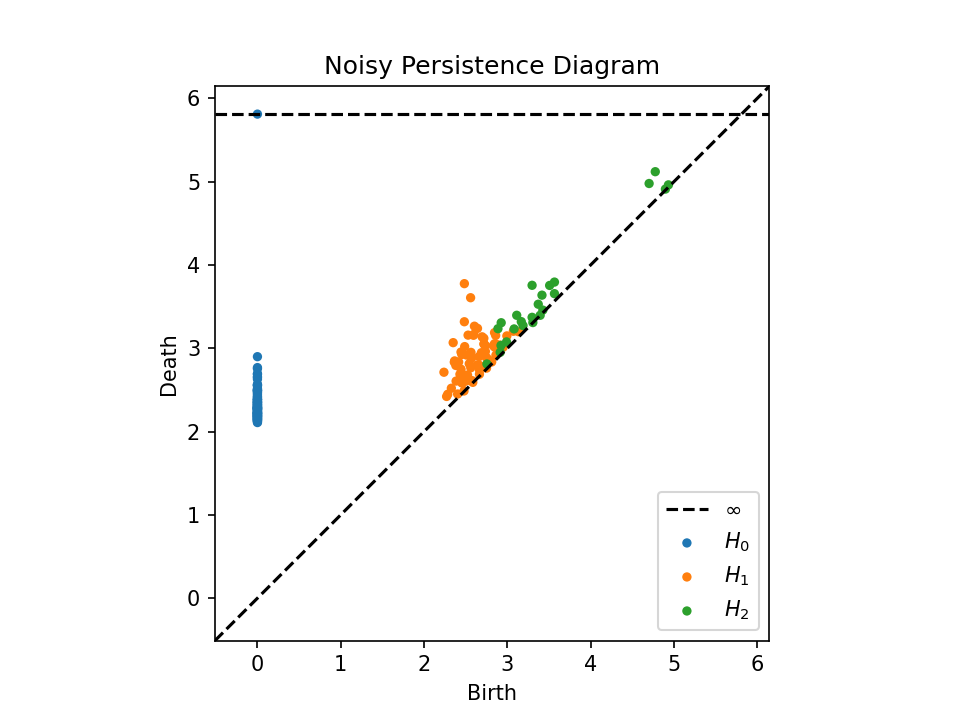 Noisy Persistence Diagram
6
5
4
3
2
1
0
Death
0 1 2 3 4 5 6
Birth
∞
H₀
H₁
H₂